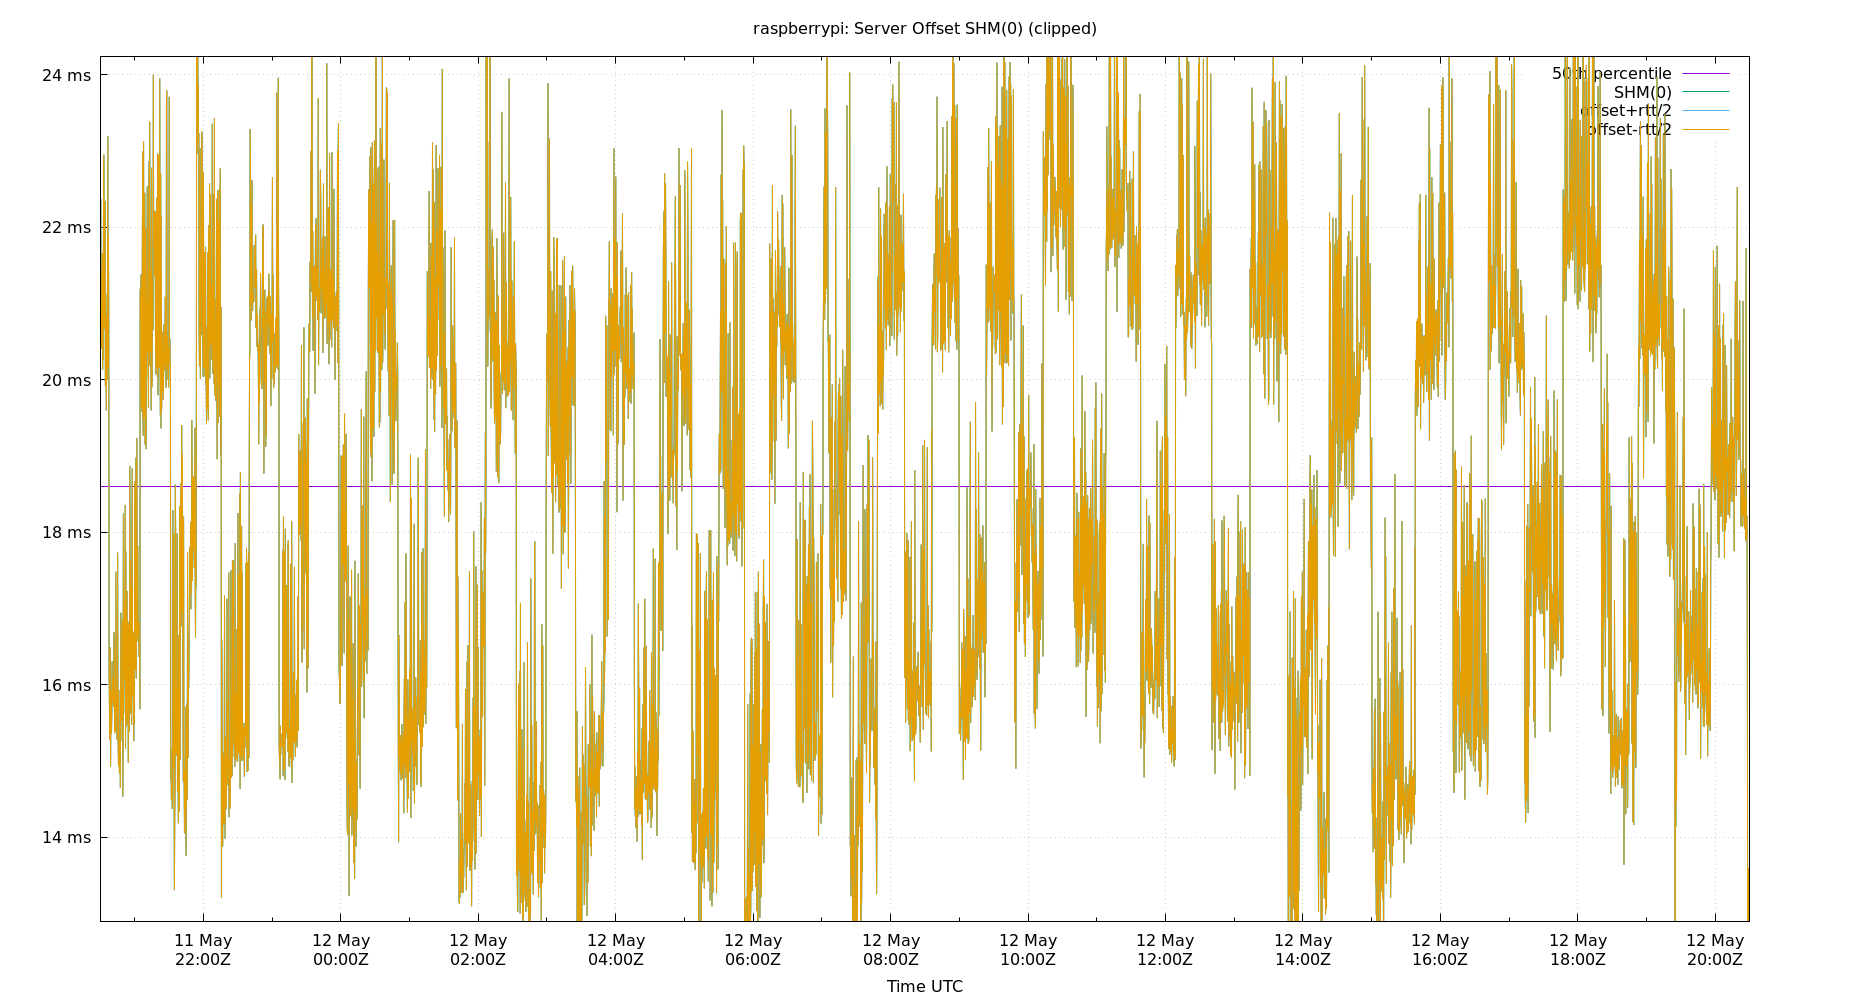 raspberrypi: Server Offset SHM(0) (clipped)
24 ms
22 ms
20 ms
18 ms
16 ms
14 ms
50th percentile
SHM(0)
offset+rtt/2
offset-rtt/2
11 May 22:00Z
12 May 00:00Z
12 May 02:00Z
12 May 04:00Z
12 May 06:00Z
12 May 08:00Z
12 May 10:00Z
12 May 12:00Z
12 May 14:00Z
12 May 16:00Z
12 May 18:00Z
12 May 20:00Z
Time UTC